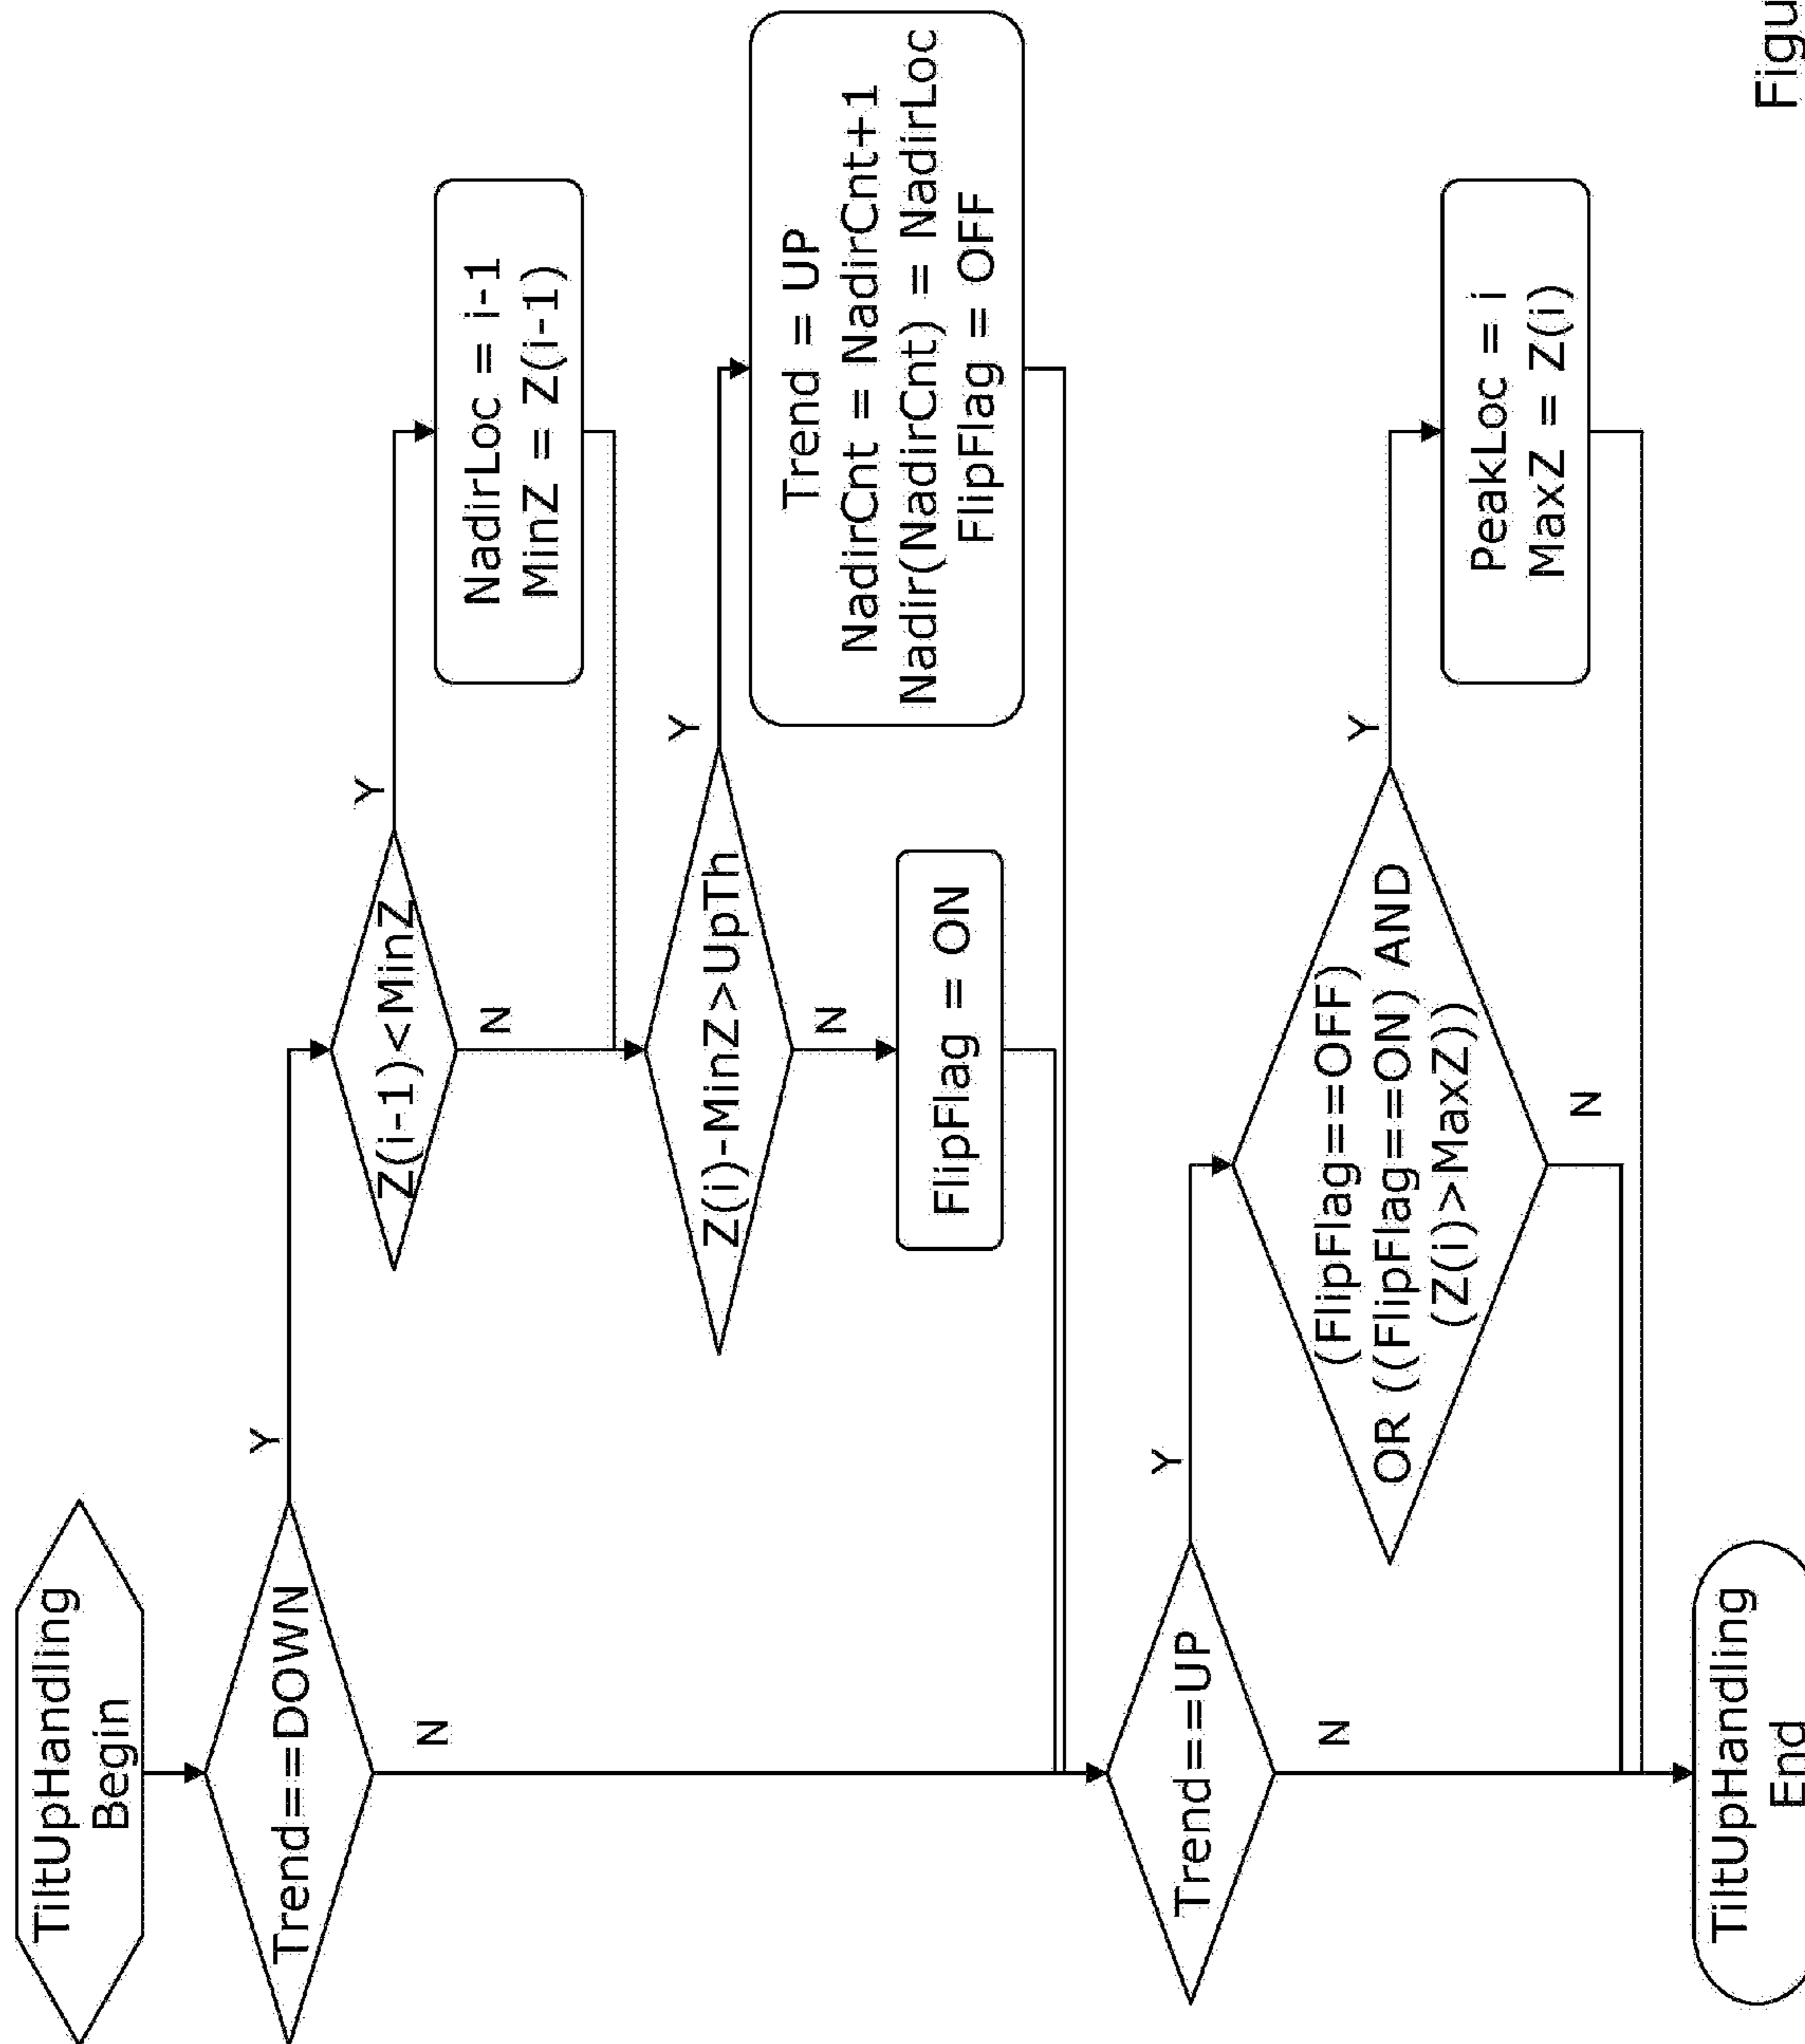 TiltUpHandling
Begin
Trend==DOWN
Y
N
Z(i-1)<MinZ
Y
N
NadirLoc = i-1
MinZ = Z(i-1)
Z(i)-MinZ>UpTh
Y
N
Trend = UP
NadirCnt = NadirCnt+1
Nadir(NadirCnt) = NadirLoc
FlipFlag = OFF
FlipFlag = ON
Trend==UP
Y
N
(FlipFlag==OFF)
OR ((FlipFlag==ON) AND
(Z(i)>MaxZ))
Y
N
PeakLoc = i
MaxZ = Z(i)
TiltUpHandling
End
Figu